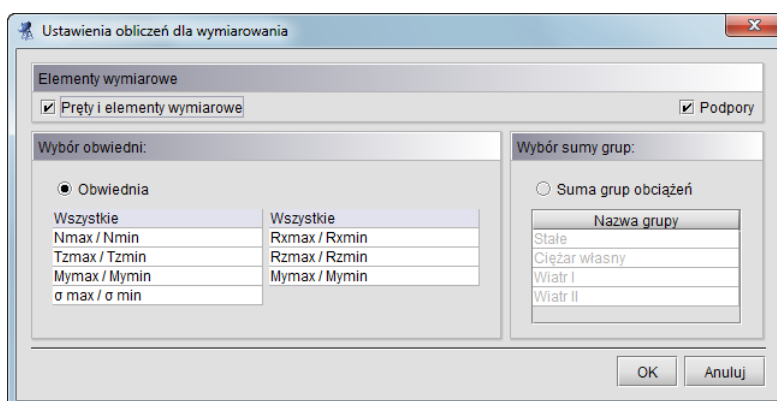 Ustawienia obliczeń dla wymiarowania
Elementy wymiarowe
Pręty i elementy wymiarowe
Podpory
Wybór obwiedni:
Obwiednia
Wszystkie
Nmax / Nmin
Tzmax / Tzmin
Mymax / Mymin
σ max / σ min
Wszystkie
Rxmax / Rxmin
Rzmax / Rzmin
Mymax / Mymin
Wybór sumy grup:
Suma grup obciążeń
Nazwa grupy
Stałe
Ciężar własny
Wiatr I
Wiatr II
OK
Anuluj